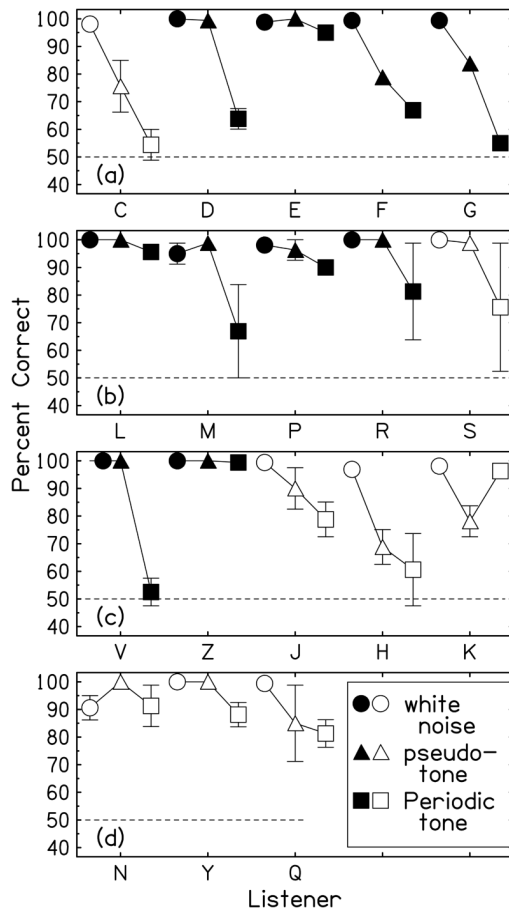 100
90
80
70
60
50
40
(a)
C D E F G
100
90
80
70
60
50
40
(b)
L M P R S
Percent Correct
100
90
80
70
60
50
40
(c)
V Z J H K
100
90
80
70
60
50
40
(d)
white
noise
pseudo-
tone
Periodic
tone
N Y Q
Listener